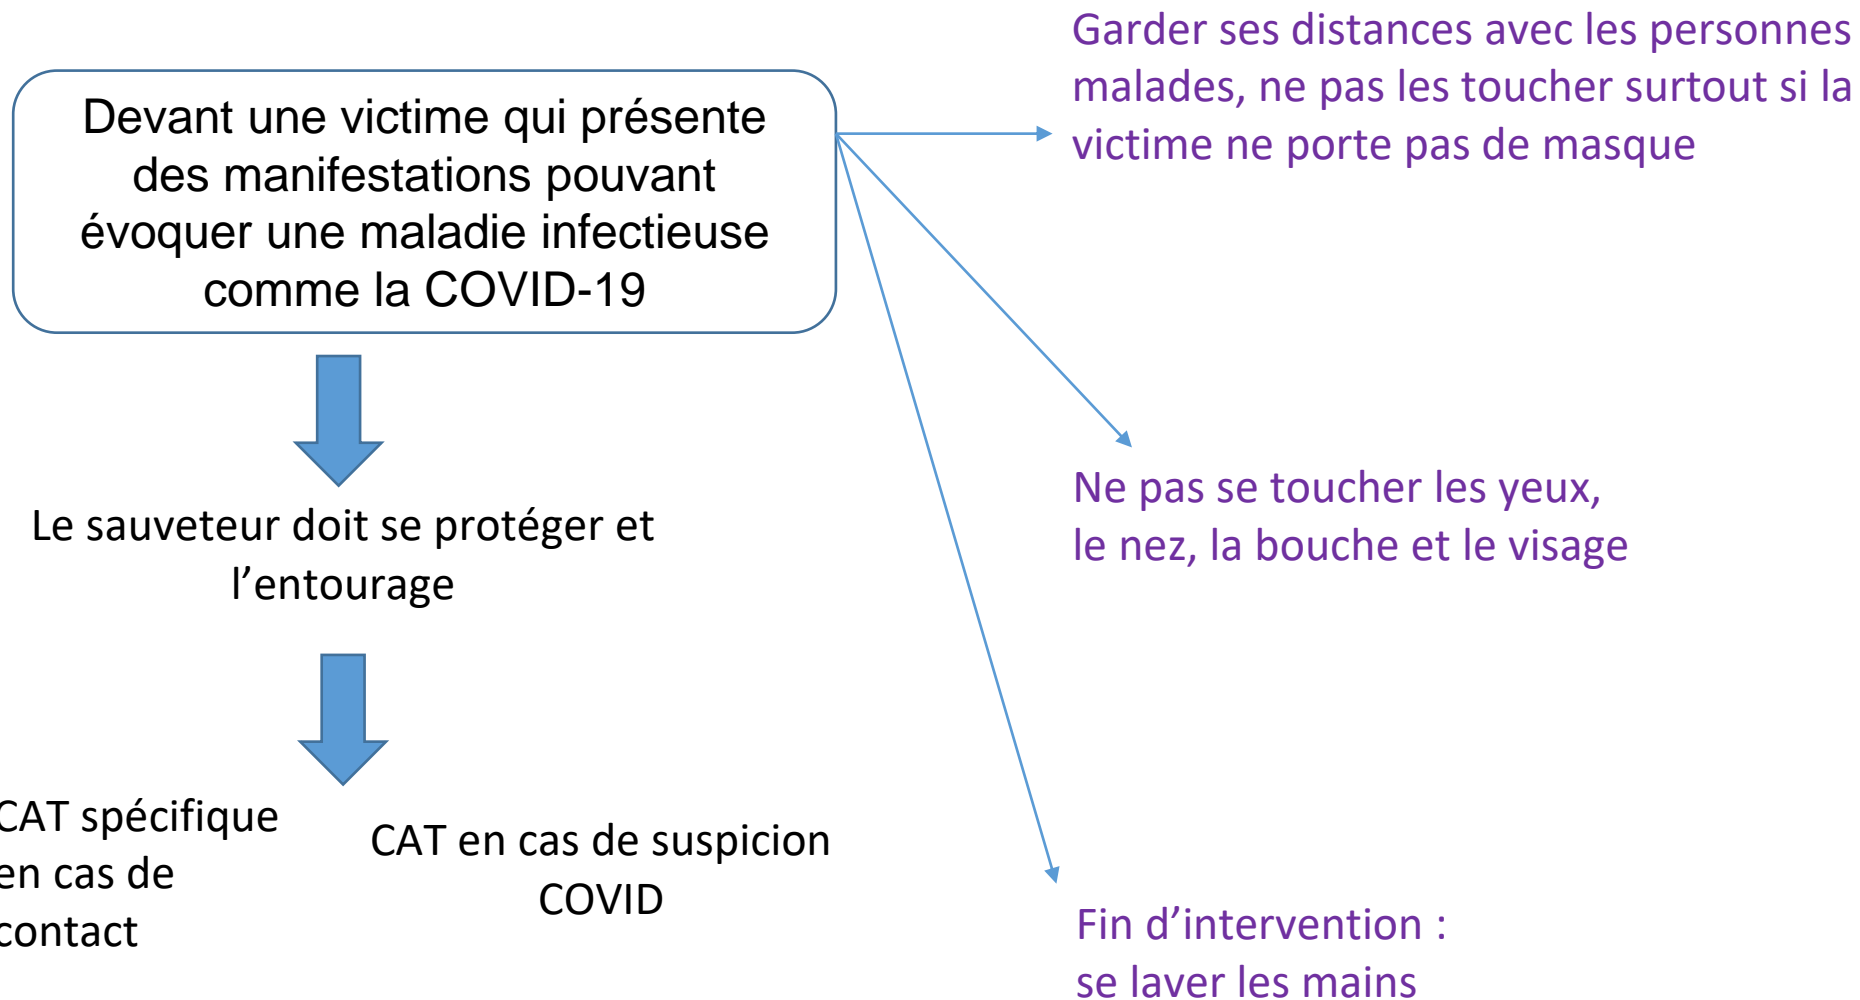 Devant une victime qui présente
des manifestations pouvant
évoquer une maladie infectieuse
comme la COVID-19
Le sauveteur doit se protéger et
l’entourage
CAT spécifique
en cas de
contact
CAT en cas de suspicion
COVID
Garder ses distances avec les personnes
malades, ne pas les toucher surtout si la
victime ne porte pas de masque
Ne pas se toucher les yeux,
le nez, la bouche et le visage
Fin d’intervention :
se laver les mains